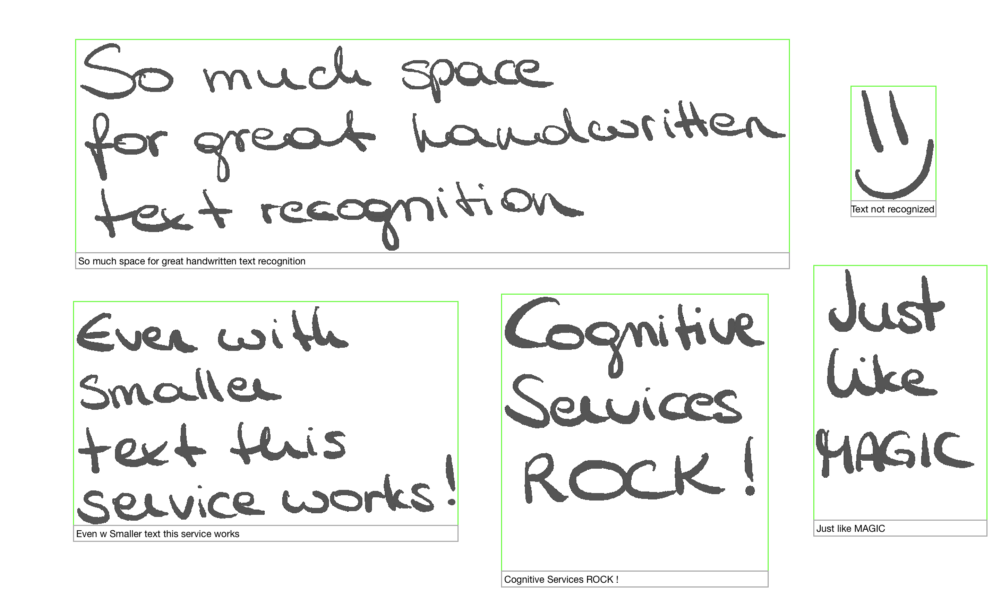 So much space
for great handwritten
text recognition
So much space for great handwritten text recognition
Text not recognized
Even with
smaller
text this
service works!
Even w Smaller text this service works
Cognitive
Services
ROCK!
Cognitive Services ROCK !
Just
like
MAGIC
Just like MAGIC